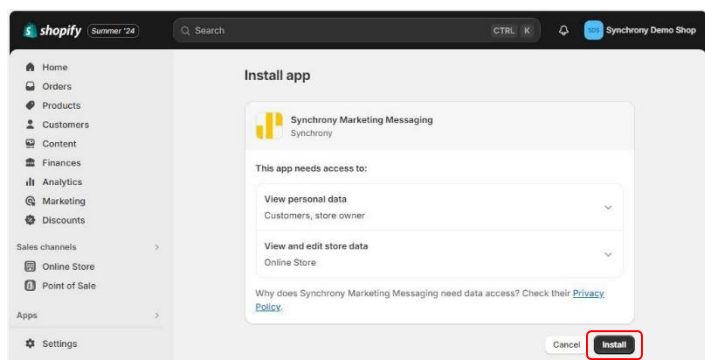 shopify Summer '24
Search
CTRL K
SDS Synchrony Demo Shop
Home
Orders
Products
Customers
Content
Finances
Analytics
Marketing
Discounts
Sales channels
Online Store
Point of Sale
Apps
Settings
Install app
Synchrony Marketing Messaging
Synchrony
This app needs access to:
View personal data
Customers, store owner
View and edit store data
Online Store
Why does Synchrony Marketing Messaging need data access? Check their Privacy
Policy.
Cancel
Install